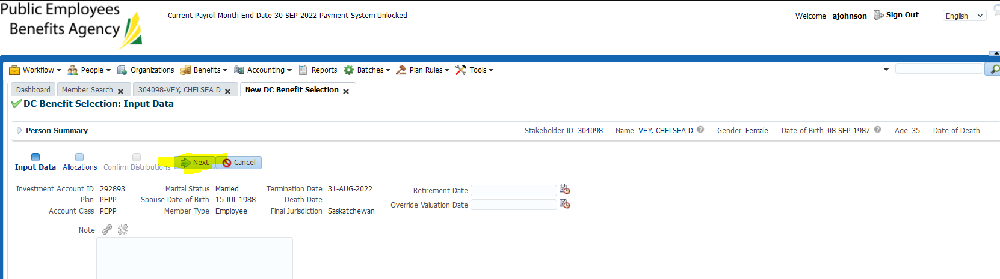 Public Employees
Benefits Agency
Current Payroll Month End Date 30-SEP-2022 Payment System Unlocked
Welcome ajohnson Sign Out English
Workflow People Organizations Benefits Accounting Reports Batches Plan Rules Tools
Dashboard Member Search 304098-VEY, CHELSEA D New DC Benefit Selection
DC Benefit Selection: Input Data
Person Summary Stakeholder ID 304098 Name VEY, CHELSEA D Gender Female Date of Birth 08-SEP-1987 Age 35 Date of Death
Input Data Allocations Confirm Distributions Next Cancel
Investment Account ID 292893 Marital Status Married Termination Date 31-AUG-2022 Retirement Date
Plan PEPP Spouse Date of Birth 15-JUL-1988 Death Date Override Valuation Date
Account Class PEPP Member Type Employee Final Jurisdiction Saskatchewan
Note